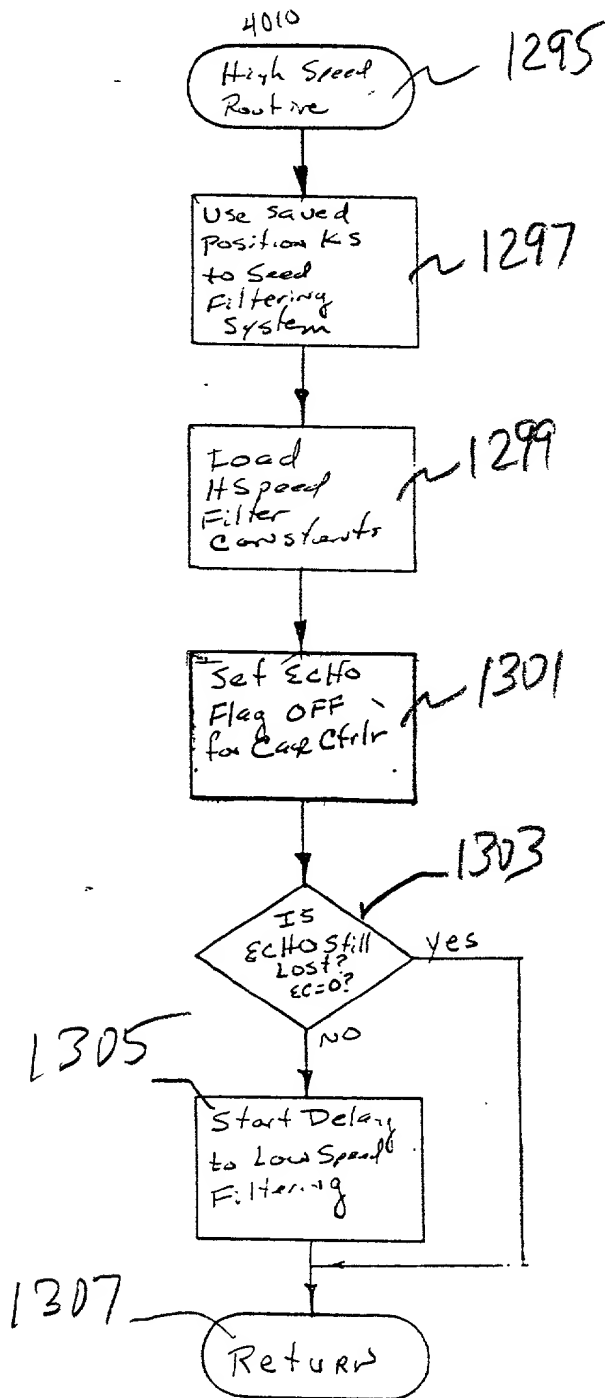 4010
High Speed
Routine
1295
Use saved
Position Ks
to Seed
Filtering
System
1297
Load
HSpeed
Filter
Constants
1299
Set ECHO
Flag OFF
for Ctrlr
1301
1303
IS
ECHO Still
Lost?
EC=0?
yes
NO
1305
Start Delay
to Low Speed
Filtering
1307
Return